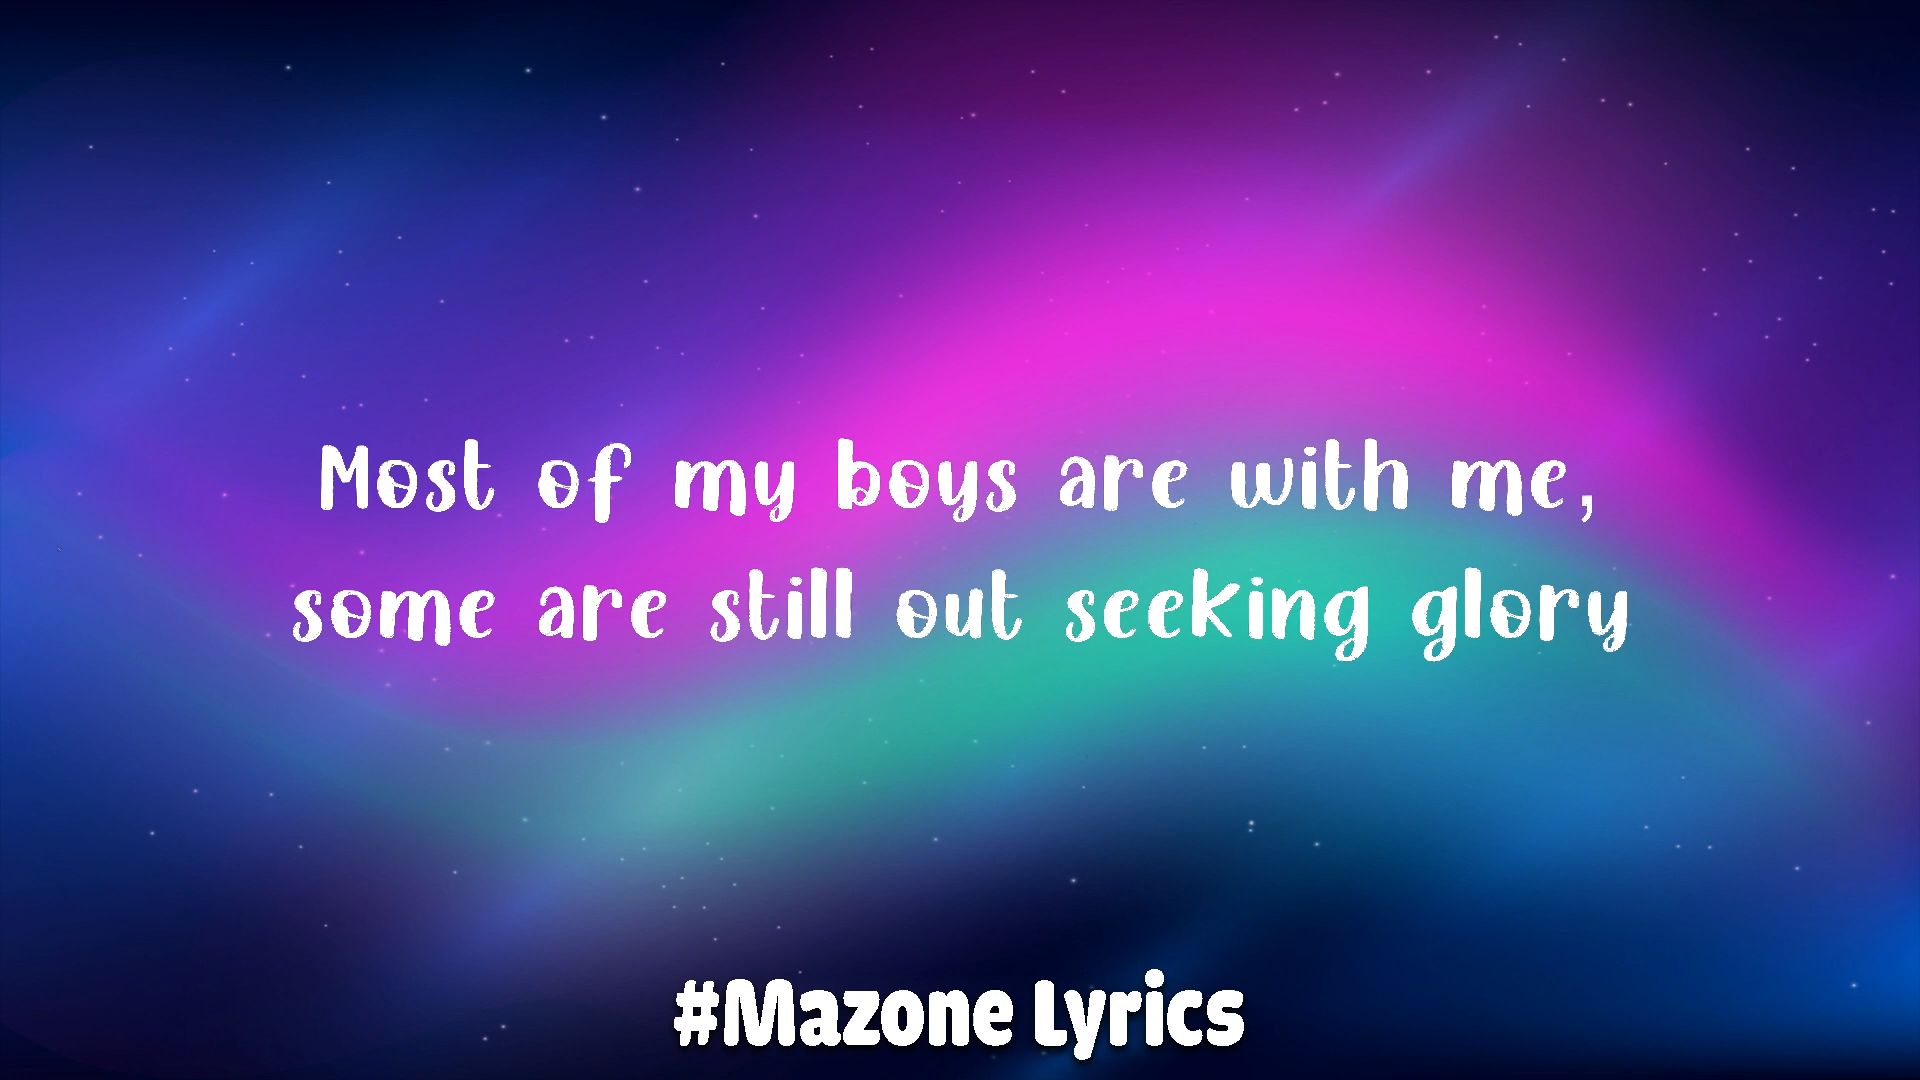 Most of my boys are with me,
some are still out seeking glory
#Mazone Lyrics